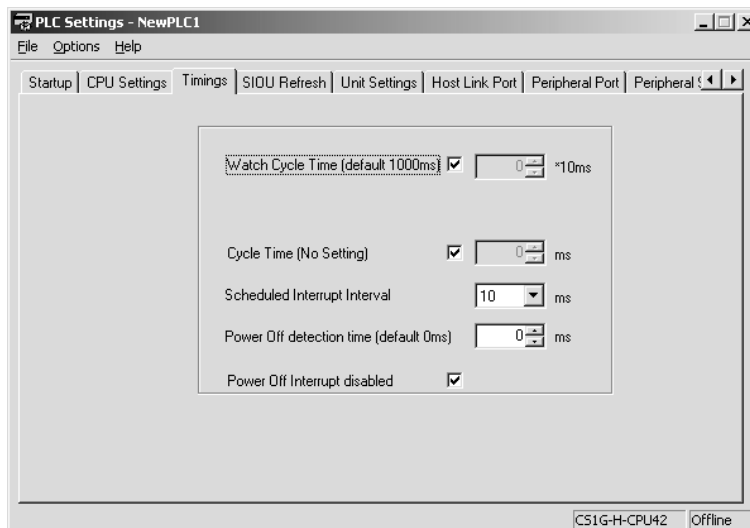 PLC Settings - NewPLC1
File Options Help
Startup CPU Settings Timings SIOU Refresh Unit Settings Host Link Port Peripheral Port Peripheral
Watch Cycle Time (default 1000ms) 0 *10ms
Cycle Time (No Setting) 0 ms
Scheduled Interrupt Interval 10 ms
Power Off detection time (default 0ms) 0 ms
Power Off Interrupt disabled
CS1G-H-CPU42 Offline